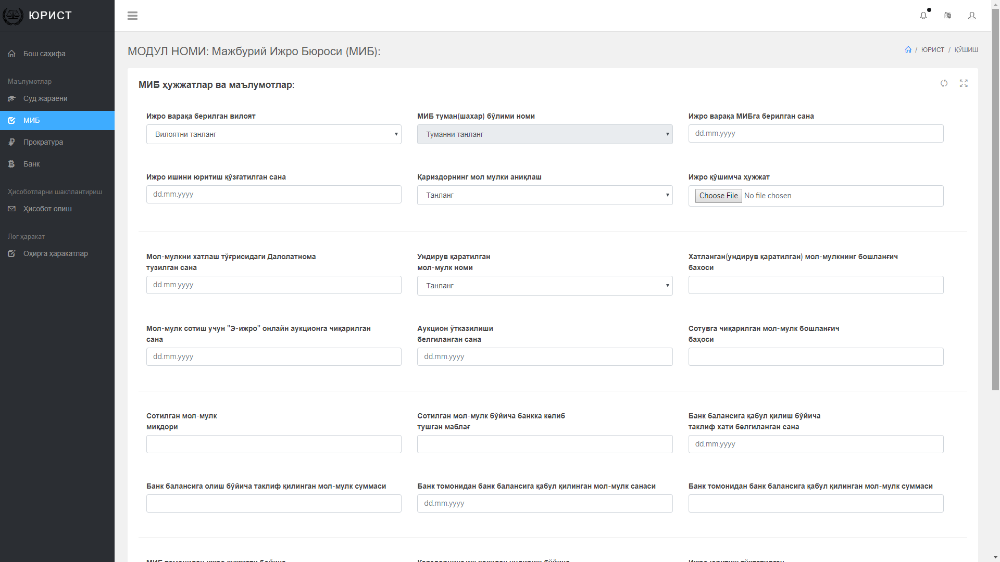 ЮРИСТ
Бош саҳифа
Маълумотлар
Суд жараёни
МИБ
Прократура
Банк
Ҳисоботларни шакллантириш
Ҳисобот олиш
Лог ҳаракат
Оҳирга ҳаракатлар
МОДУЛ НОМИ: Мажбурий Ижро Бюроси (МИБ):
/ ЮРИСТ / ҚЎШИШ
МИБ ҳужжатлар ва маълумотлар:
Ижро варақа берилган вилоят
МИБ туман(шахар) бўлими номи
Ижро варақа МИБга берилган сана
Вилоятни танланг
Туманни танланг
dd.mm.yyyy
Ижро ишини юритиш қўзғатилган сана
Қариздорнинг мол мулки аниқлаш
Ижро қўшимча ҳужжат
dd.mm.yyyy
Танланг
Choose File No file chosen
Мол-мулкни хатлаш тўғрисидаги Далолатнома
тузилган сана
Ундирув қаратилган
мол-мулк номи
Хатланган(ундирув қаратилган) мол-мулкнинг бошланғич
бахоси
dd.mm.yyyy
Танланг
Мол-мулк сотиш учун "Э-ижро" онлайн аукционга чиқарилган
сана
Аукцион ўтказилиши
белгиланган сана
Сотувга чиқарилган мол-мулк бошланғич
баҳоси
dd.mm.yyyy
dd.mm.yyyy
Сотилган мол-мулк
миқдори
Сотилган мол-мулк бўйича банкка келиб
тушган маблағ
Банк балансига қабул қилиш бўйича
таклиф хати белгиланган сана
dd.mm.yyyy
Банк балансига олиш бўйича таклиф қилинган мол-мулк суммаси
Банк томонидан банк балансига қабул қилинган мол-мулк санаси
Банк томонидан банк балансига қабул қилинган мол-мулк суммаси
dd.mm.yyyy